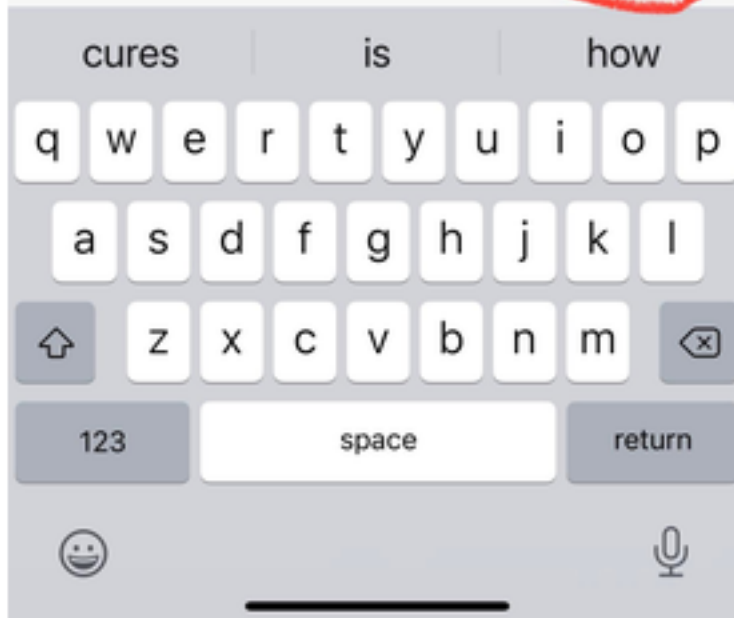 cures is how
q w e r t y u i o p
a s d f g h j k l
z x c v b n m
123 space return